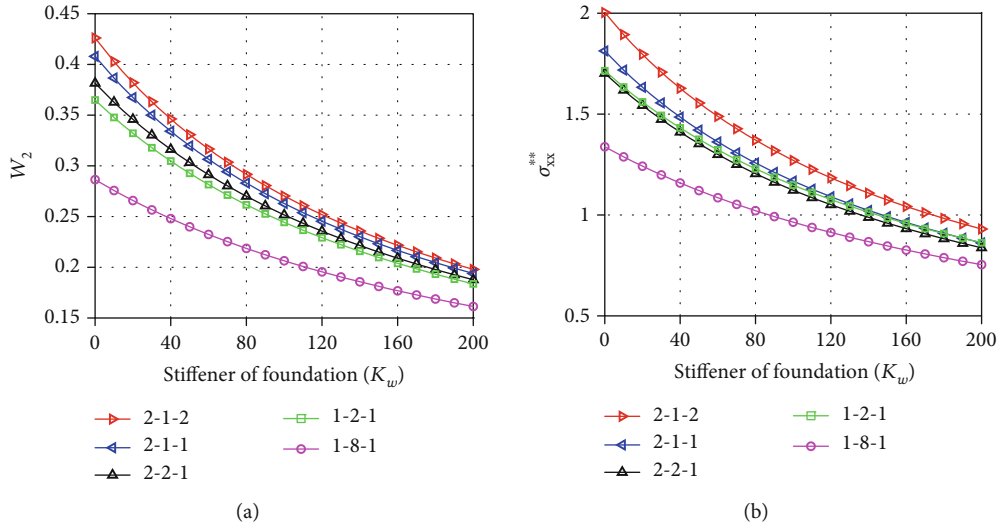 0.45
0.4
0.35
0.3
0.25
0.2
0.15
W₂
0 40 80 120 160 200
Stiffener of foundation (K_w)
2-1-2
2-1-1
2-2-1
1-2-1
1-8-1
(a)
2
1.5
1
0.5
σ**xx
0 40 80 120 160 200
Stiffener of foundation (K_w)
2-1-2
2-1-1
2-2-1
1-2-1
1-8-1
(b)